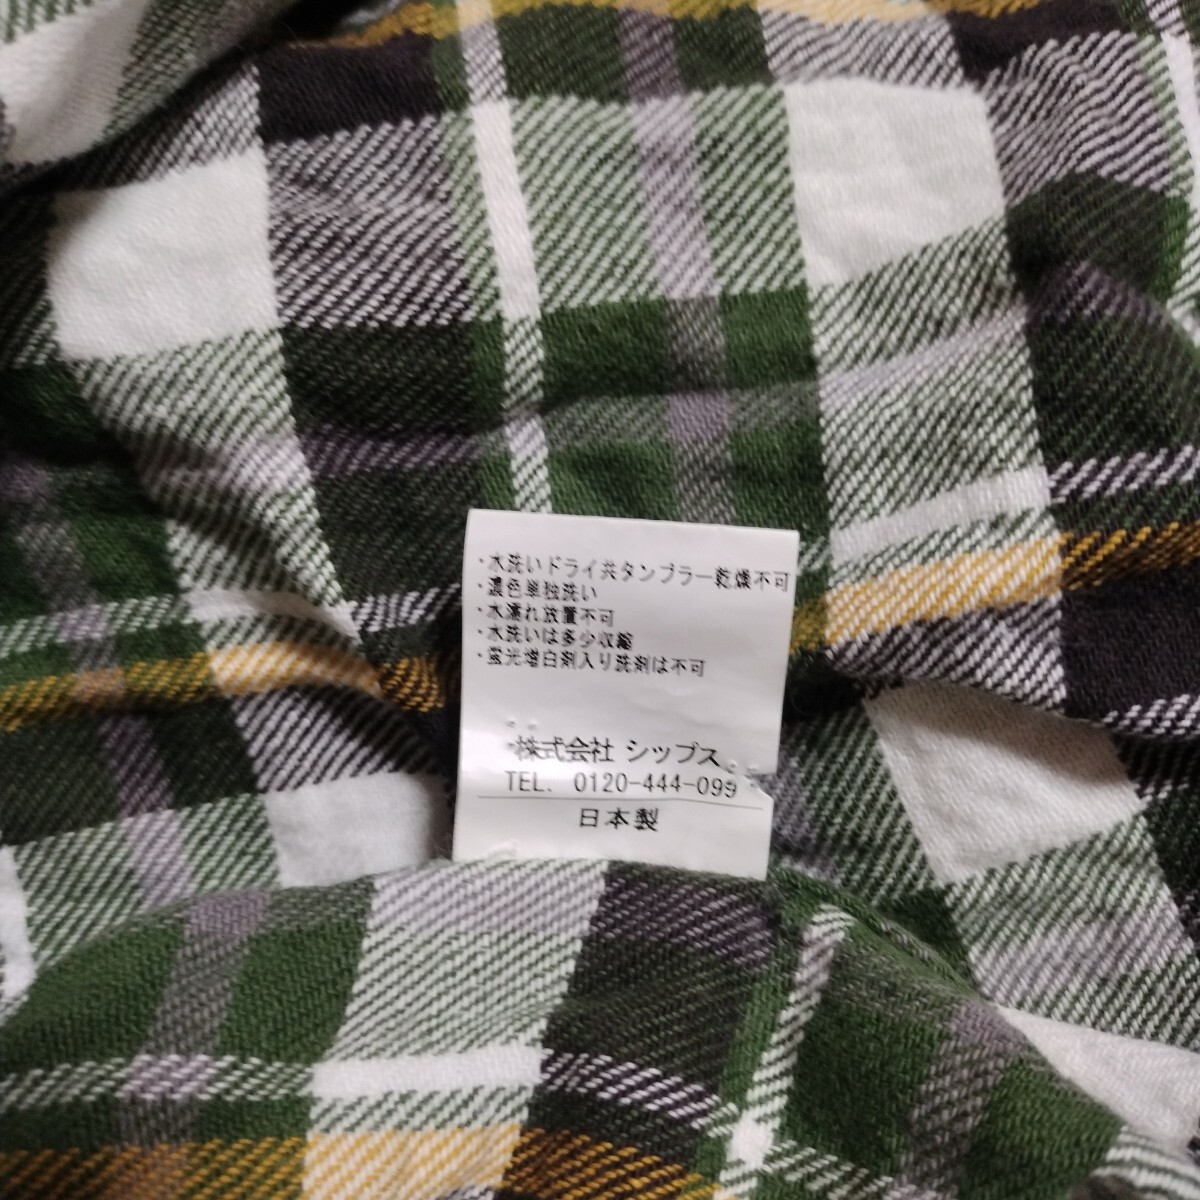 ・水洗いドライ共タンブラー乾燥不可
・濃色単独洗い
・水濡れ放置不可
・水洗いは多少収縮
・蛍光増白剤入り洗剤は不可
株式会社 シップス
TEL. 0120-444-099
日本製